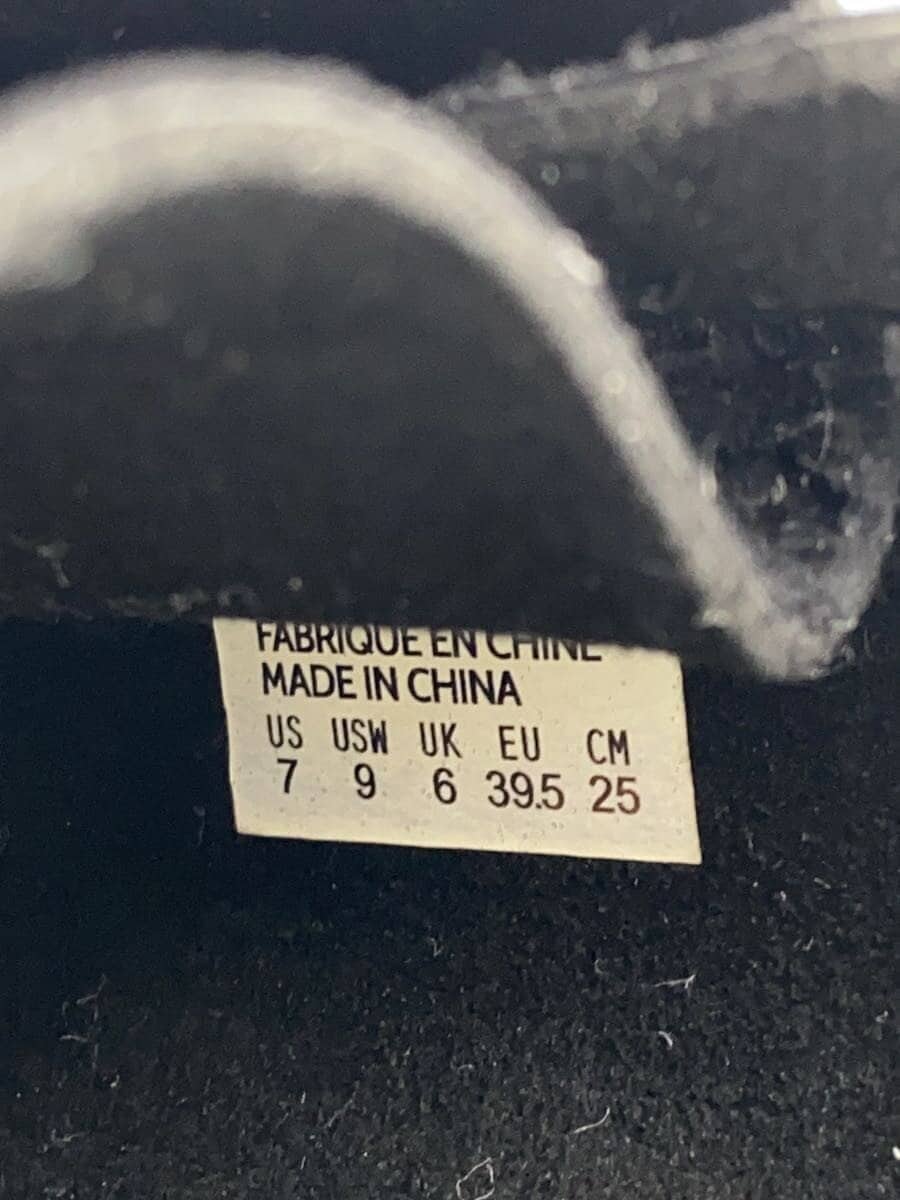 FABRIQUE EN CHINE
MADE IN CHINA
US USW UK EU CM
7 9 6 39.5 25